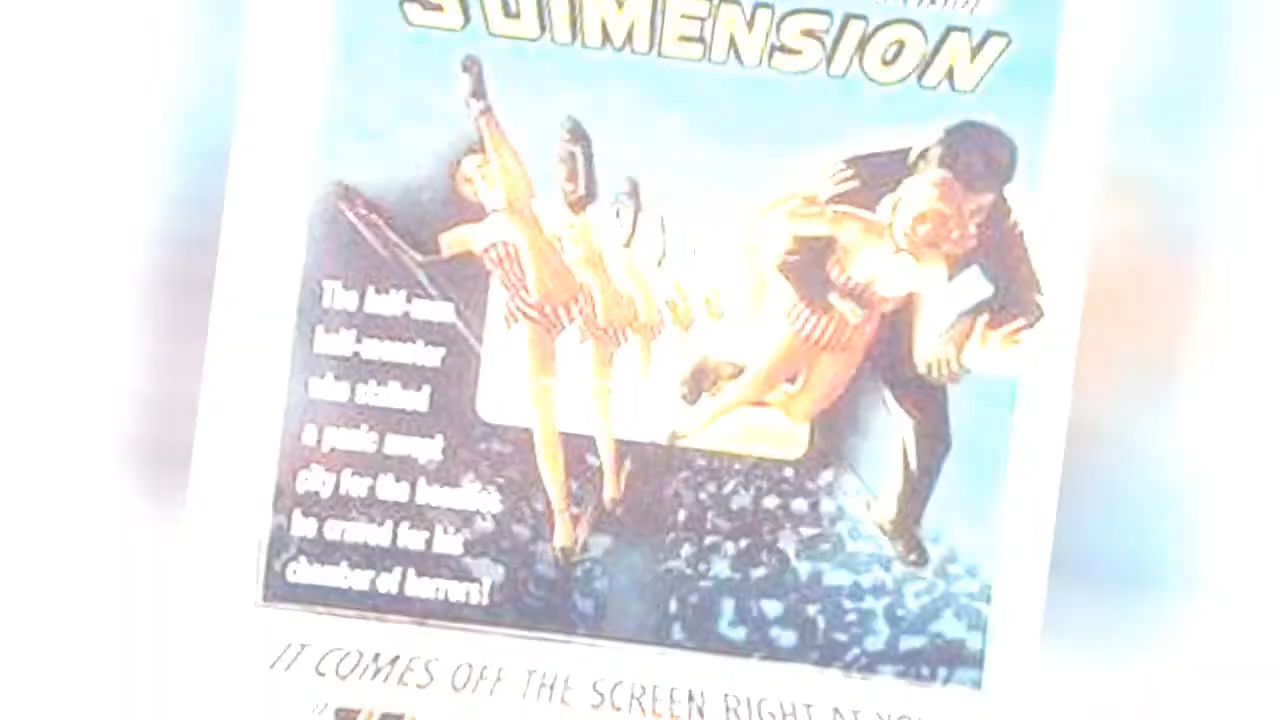 3 DIMENSION
The half-man
half-monster
who stalked
a panic swept
city for the beauties
he craved for his
chamber of horrors!
IT COMES OFF THE SCREEN RIGHT AT YOU